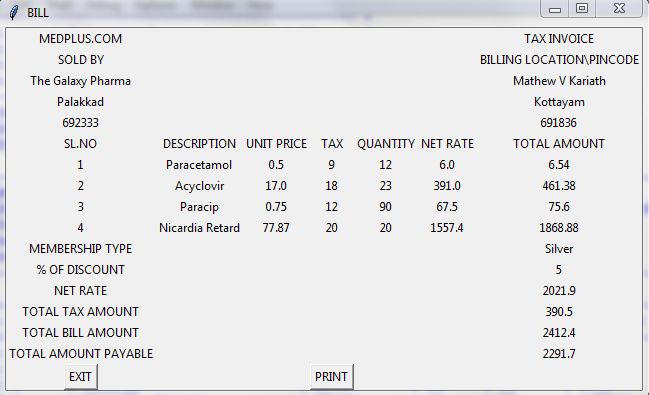 BILL
MEDPLUS.COM TAX INVOICE
SOLD BY BILLING LOCATION\PINCODE
The Galaxy Pharma Mathew V Kariath
Palakkad Kottayam
692333 691836
SL.NO DESCRIPTION UNIT PRICE TAX QUANTITY NET RATE TOTAL AMOUNT
1 Paracetamol 0.5 9 12 6.0 6.54
2 Acyclovir 17.0 18 23 391.0 461.38
3 Paracip 0.75 12 90 67.5 75.6
4 Nicardia Retard 77.87 20 20 1557.4 1868.88
MEMBERSHIP TYPE Silver
% OF DISCOUNT 5
NET RATE 2021.9
TOTAL TAX AMOUNT 390.5
TOTAL BILL AMOUNT 2412.4
TOTAL AMOUNT PAYABLE 2291.7
EXIT PRINT